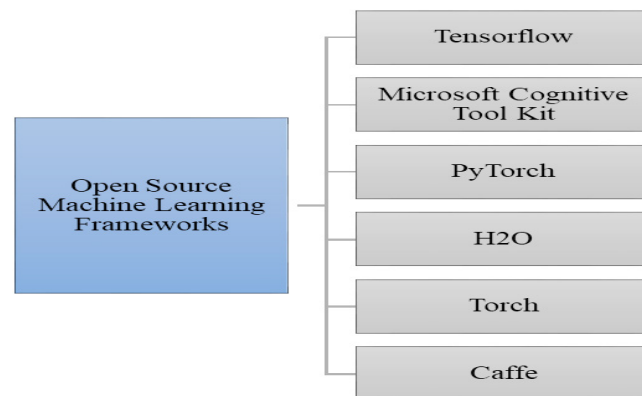 Open Source
Machine Learning
Frameworks
Tensorflow
Microsoft Cognitive
Tool Kit
PyTorch
H2O
Torch
Caffe